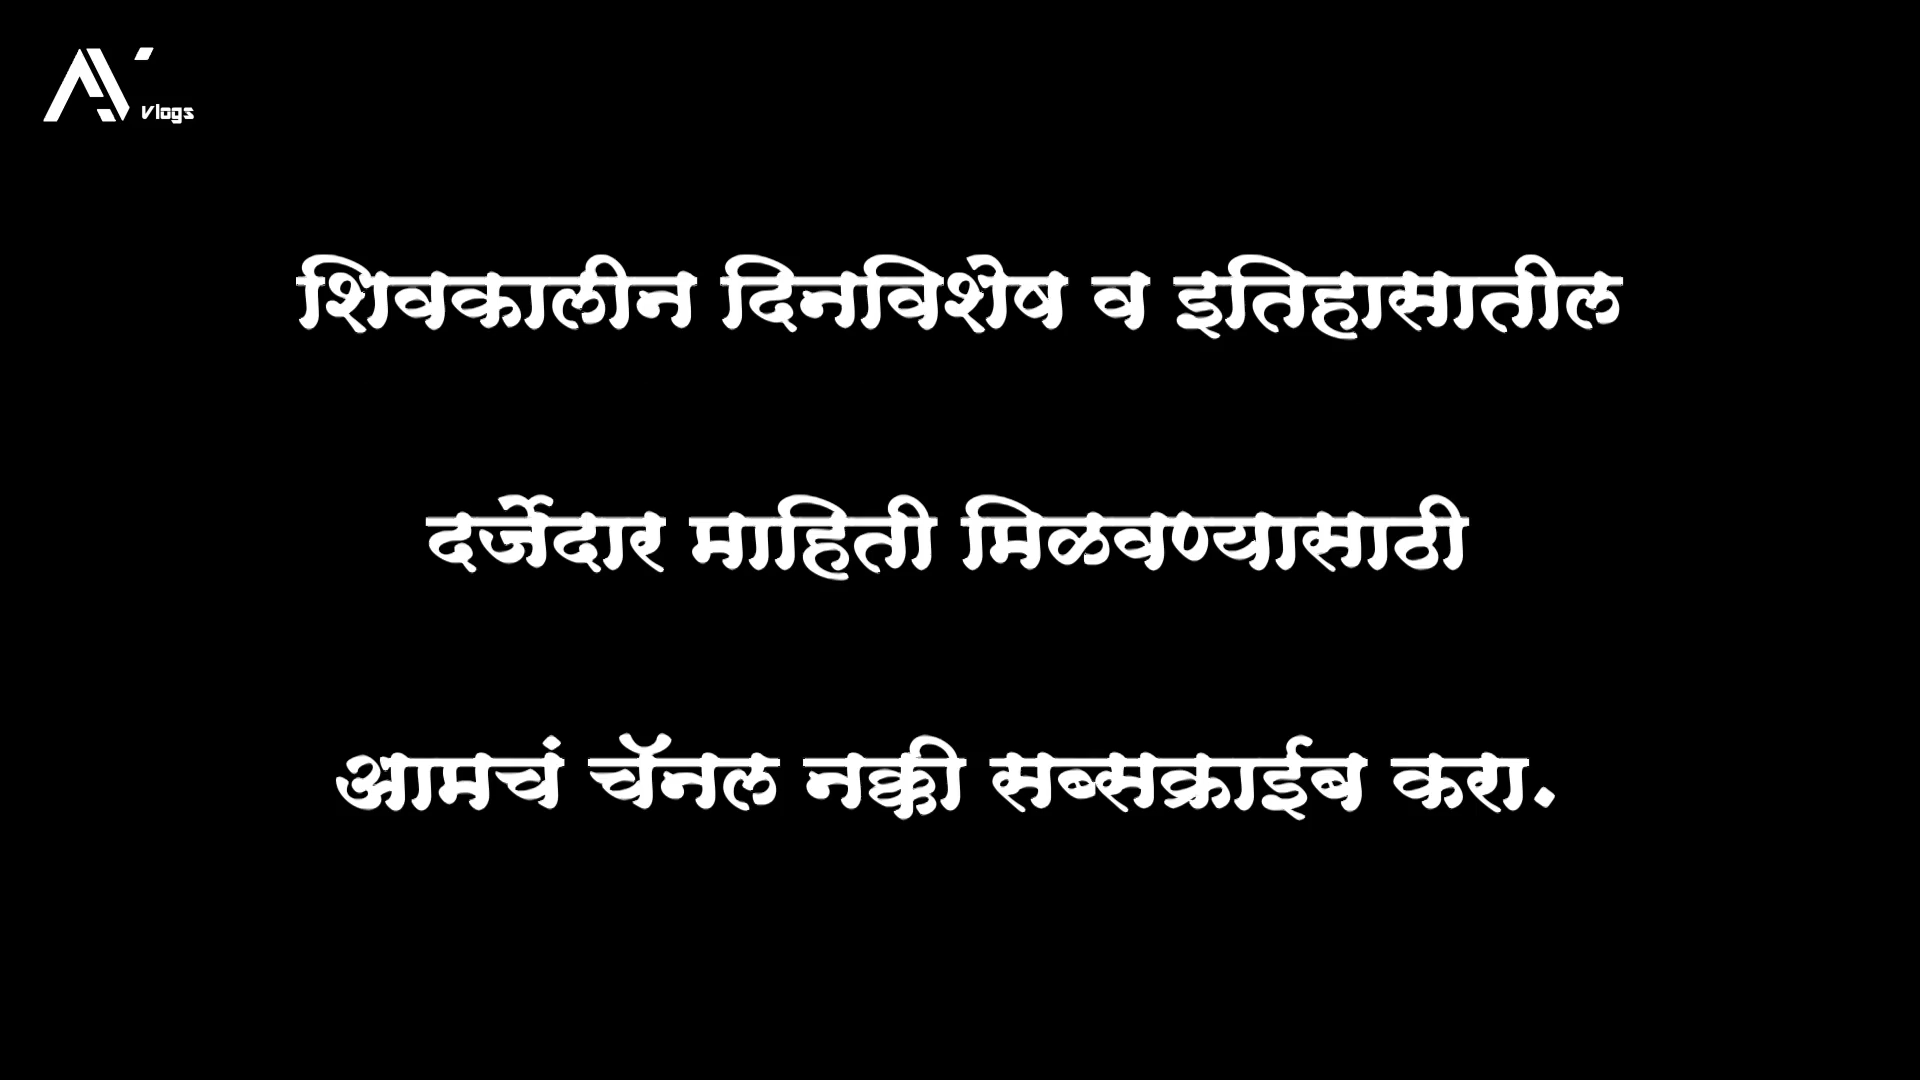 AV Vlogs
शिवकालीन दिनविशेष व इतिहासातील
दर्जेदार माहिती मिळवण्यासाठी
आमचं चॅनल नक्की सब्सक्राईब करा.